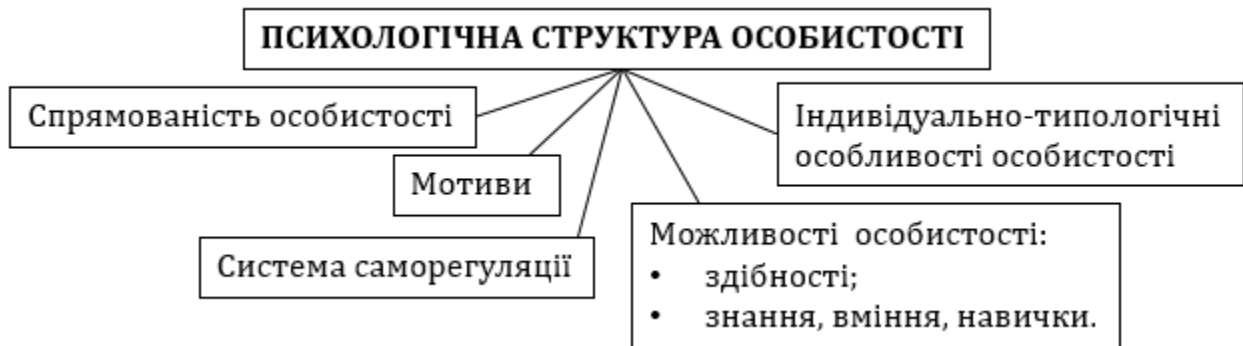 ПСИХОЛОГІЧНА СТРУКТУРА ОСОБИСТОСТІ
Спрямованість особистості
Мотиви
Система саморегуляції
Можливості особистості:
• здібності;
• знання, вміння, навички.
Індивідуально-типологічні
особливості особистості